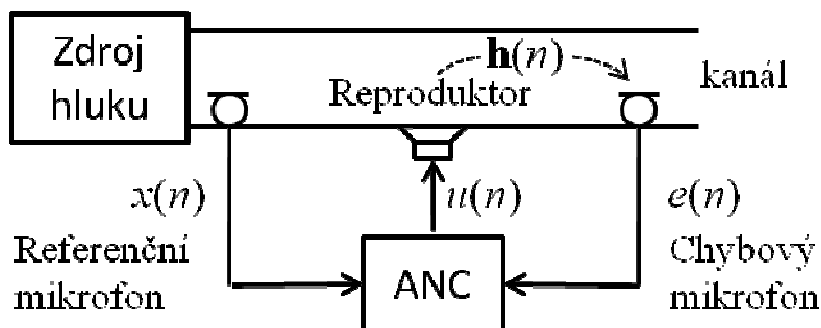 Zdroj
hluku
h(n)
Reproduktor
kanál
x(n)
u(n)
e(n)
Referenční
mikrofon
ANC
Chybový
mikrofon